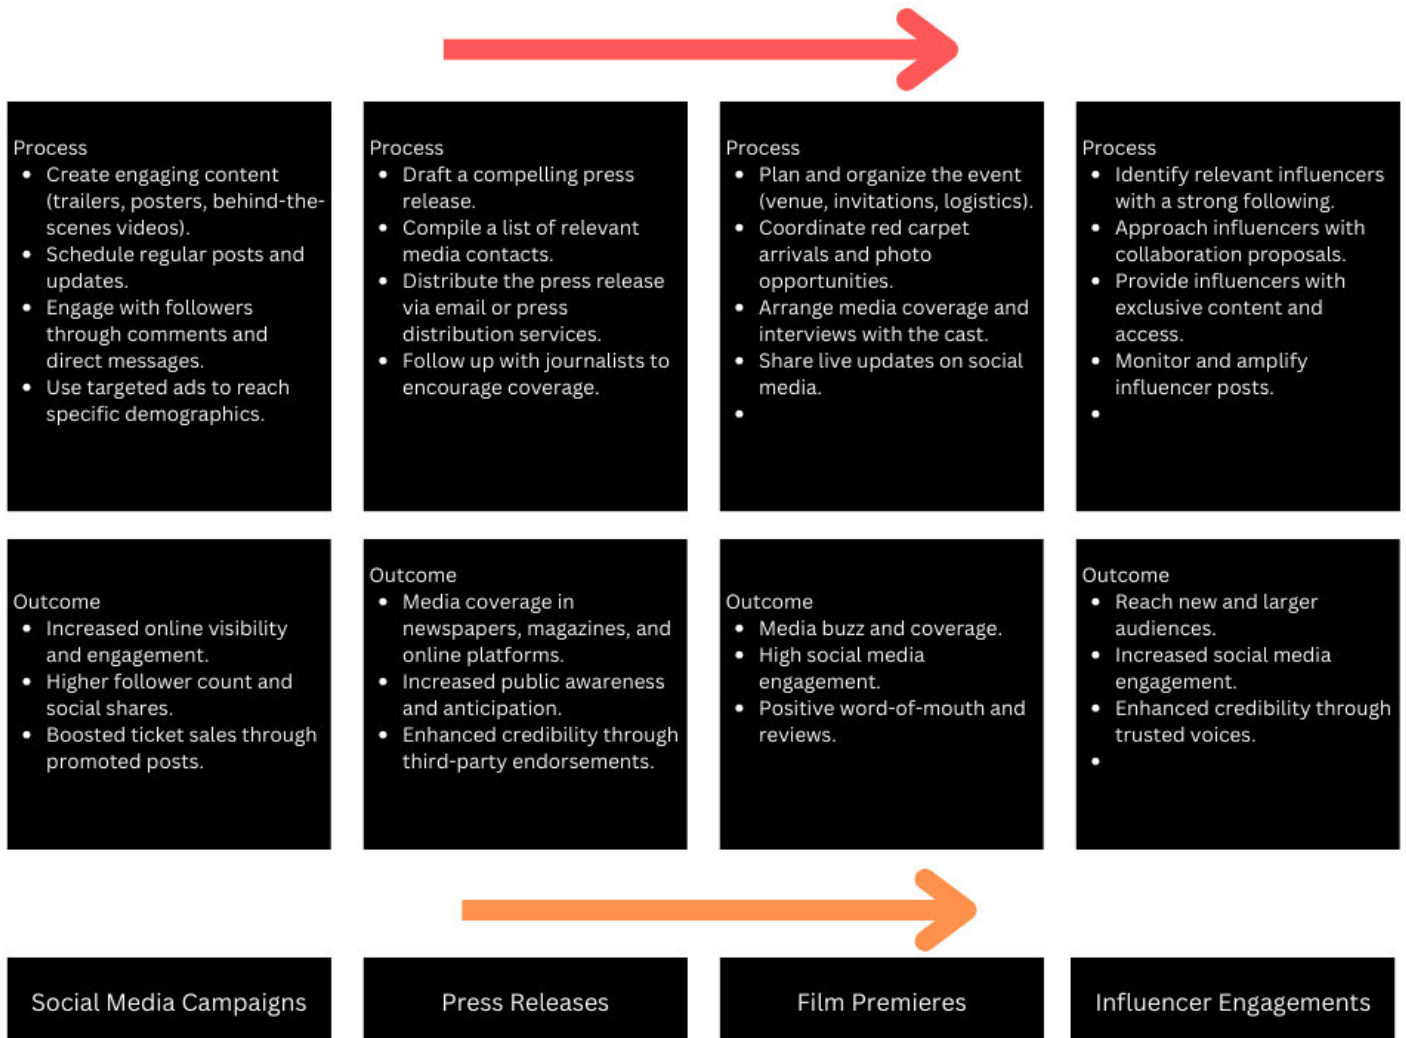 Process
• Create engaging content
(trailers, posters, behind-the-
scenes videos).
• Schedule regular posts and
updates.
• Engage with followers
through comments and
direct messages.
• Use targeted ads to reach
specific demographics.
Process
• Draft a compelling press
release.
• Compile a list of relevant
media contacts.
• Distribute the press release
via email or press
distribution services.
• Follow up with journalists to
encourage coverage.
Process
• Plan and organize the event
(venue, invitations, logistics).
• Coordinate red carpet
arrivals and photo
opportunities.
• Arrange media coverage and
interviews with the cast.
• Share live updates on social
media.
•
Process
• Identify relevant influencers
with a strong following.
• Approach influencers with
collaboration proposals.
• Provide influencers with
exclusive content and
access.
• Monitor and amplify
influencer posts.
•
Outcome
• Increased online visibility
and engagement.
• Higher follower count and
social shares.
• Boosted ticket sales through
promoted posts.
Outcome
• Media coverage in
newspapers, magazines, and
online platforms.
• Increased public awareness
and anticipation.
• Enhanced credibility through
third-party endorsements.
Outcome
• Media buzz and coverage.
• High social media
engagement.
• Positive word-of-mouth and
reviews.
Outcome
• Reach new and larger
audiences.
• Increased social media
engagement.
• Enhanced credibility through
trusted voices.
•
Social Media Campaigns
Press Releases
Film Premieres
Influencer Engagements